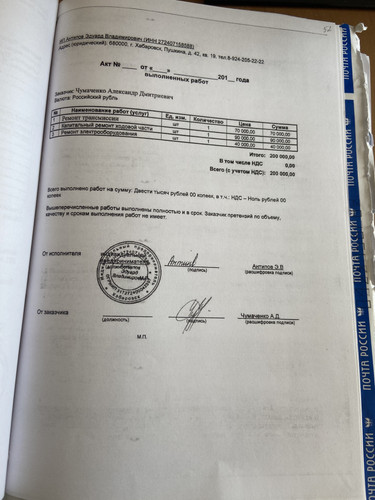 52
ИП Антипов Эдуард Владимирович (ИНН 272407158588)
Адрес (юридический): 680000, г. Хабаровск, Пушкина, д. 42, кв. 19, тел 8-924-205-02-22
Акт № ____ от «___» __________ 201__ года
выполненных работ
Заказчик: Чумаченко Александр Дмитриевич
Валюта: Российский рубль
№ Наименование работ (услуг) Ед. изм. Количество Цена Сумма
1 Ремонт трансмиссии шт 1 70 000,00 70 000,00
2 Капитальный ремонт ходовой части шт 1 90 000,00 90 000,00
3 Ремонт электрооборудования шт 1 40 000,00 40 000,00
Итого: 200 000,00
В том числе НДС 0,00
Всего (с учетом НДС): 200 000,00
Всего выполнено работ на сумму: Двести тысяч рублей 00 копеек, в т.ч.: НДС – Ноль рублей 00
копеек
Вышеперечисленные работы выполнены полностью и в срок. Заказчик претензий по объему,
качеству и срокам выполнения работ не имеет.
От исполнителя
Антипов Э.В
(подпись) (расшифровка подписи)
От заказчика Чумаченко А.Д.
(должность) (подпись) (расшифровка подписи)
М.П.
ПОЧТА РОССИИ
ПОЧТА РОССИИ
ПОЧТА РОССИИ
ПОЧТА РОССИИ